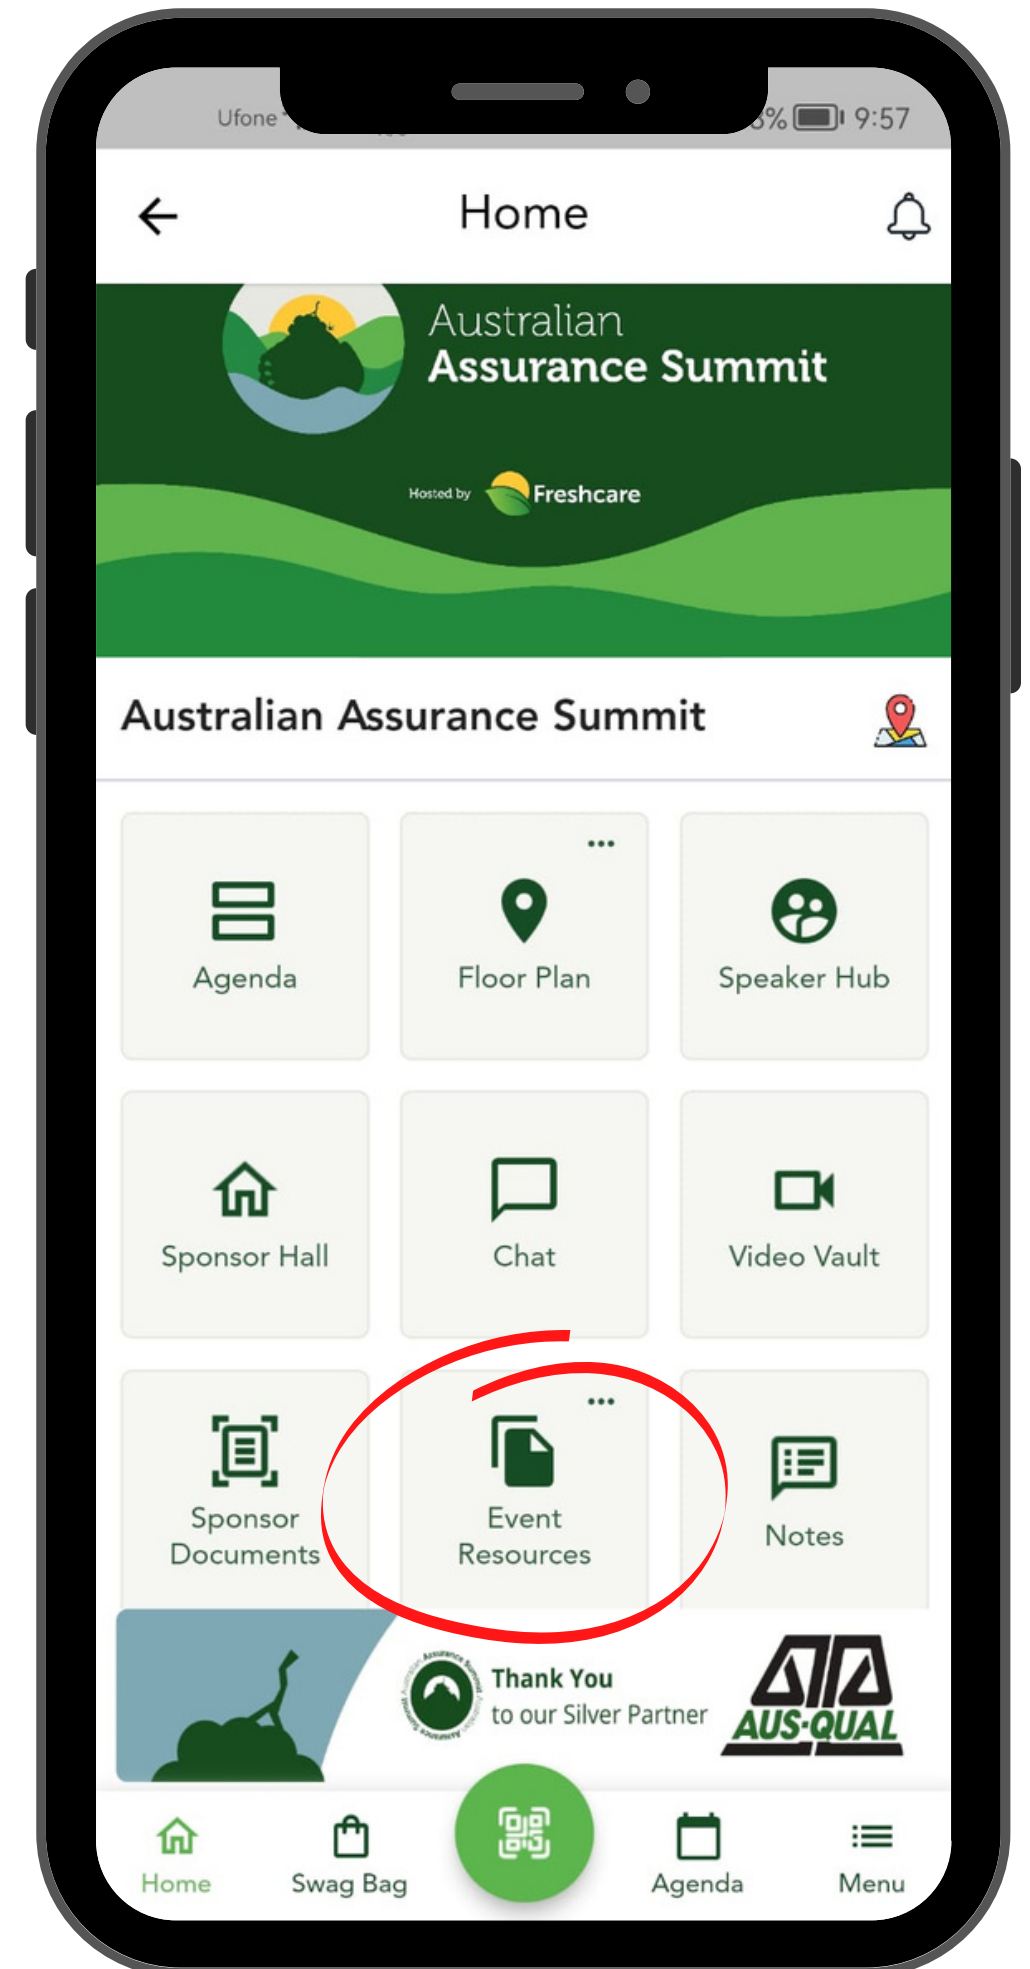 Ufone
% 9:57
Home
Australian
Assurance Summit
Hosted by Freshcare
Australian Assurance Summit
Agenda
Floor Plan
Speaker Hub
Sponsor Hall
Chat
Video Vault
Sponsor
Documents
Event
Resources
Notes
Thank You
to our Silver Partner
AUS-QUAL
Home
Swag Bag
Agenda
Menu